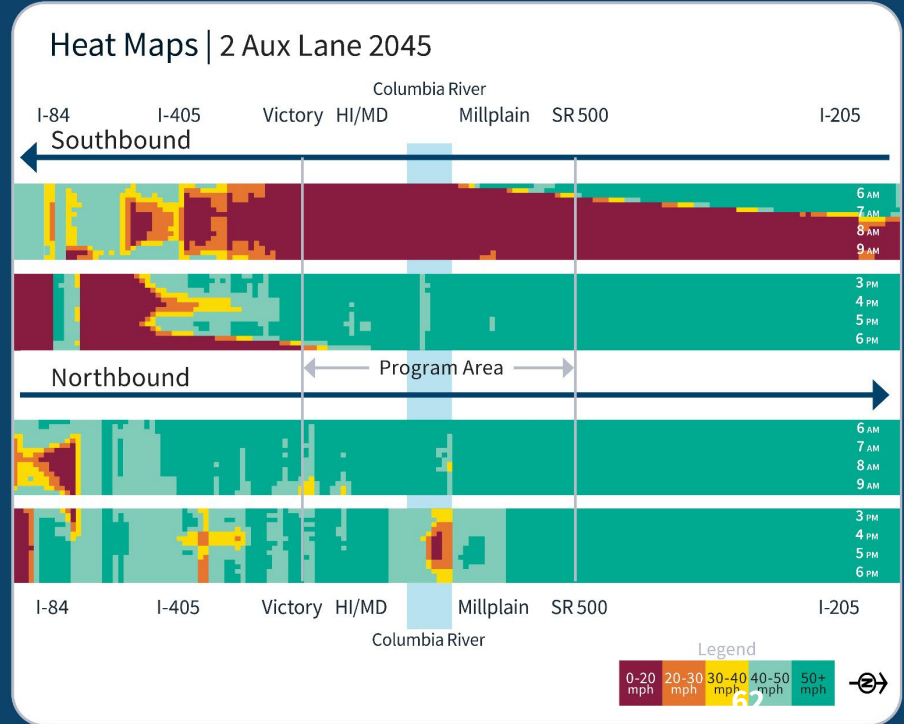 Heat Maps | 2 Aux Lane 2045
Columbia River
I-84 I-405 Victory HI/MD Millplain SR 500 I-205
Southbound
6 AM
7 AM
8 AM
9 AM
3 PM
4 PM
5 PM
6 PM
Program Area
Northbound
6 AM
7 AM
8 AM
9 AM
3 PM
4 PM
5 PM
6 PM
I-84 I-405 Victory HI/MD Millplain SR 500 I-205
Columbia River
Legend
0-20 mph 20-30 mph 30-40 mph 40-50 mph 50+ mph
62
N